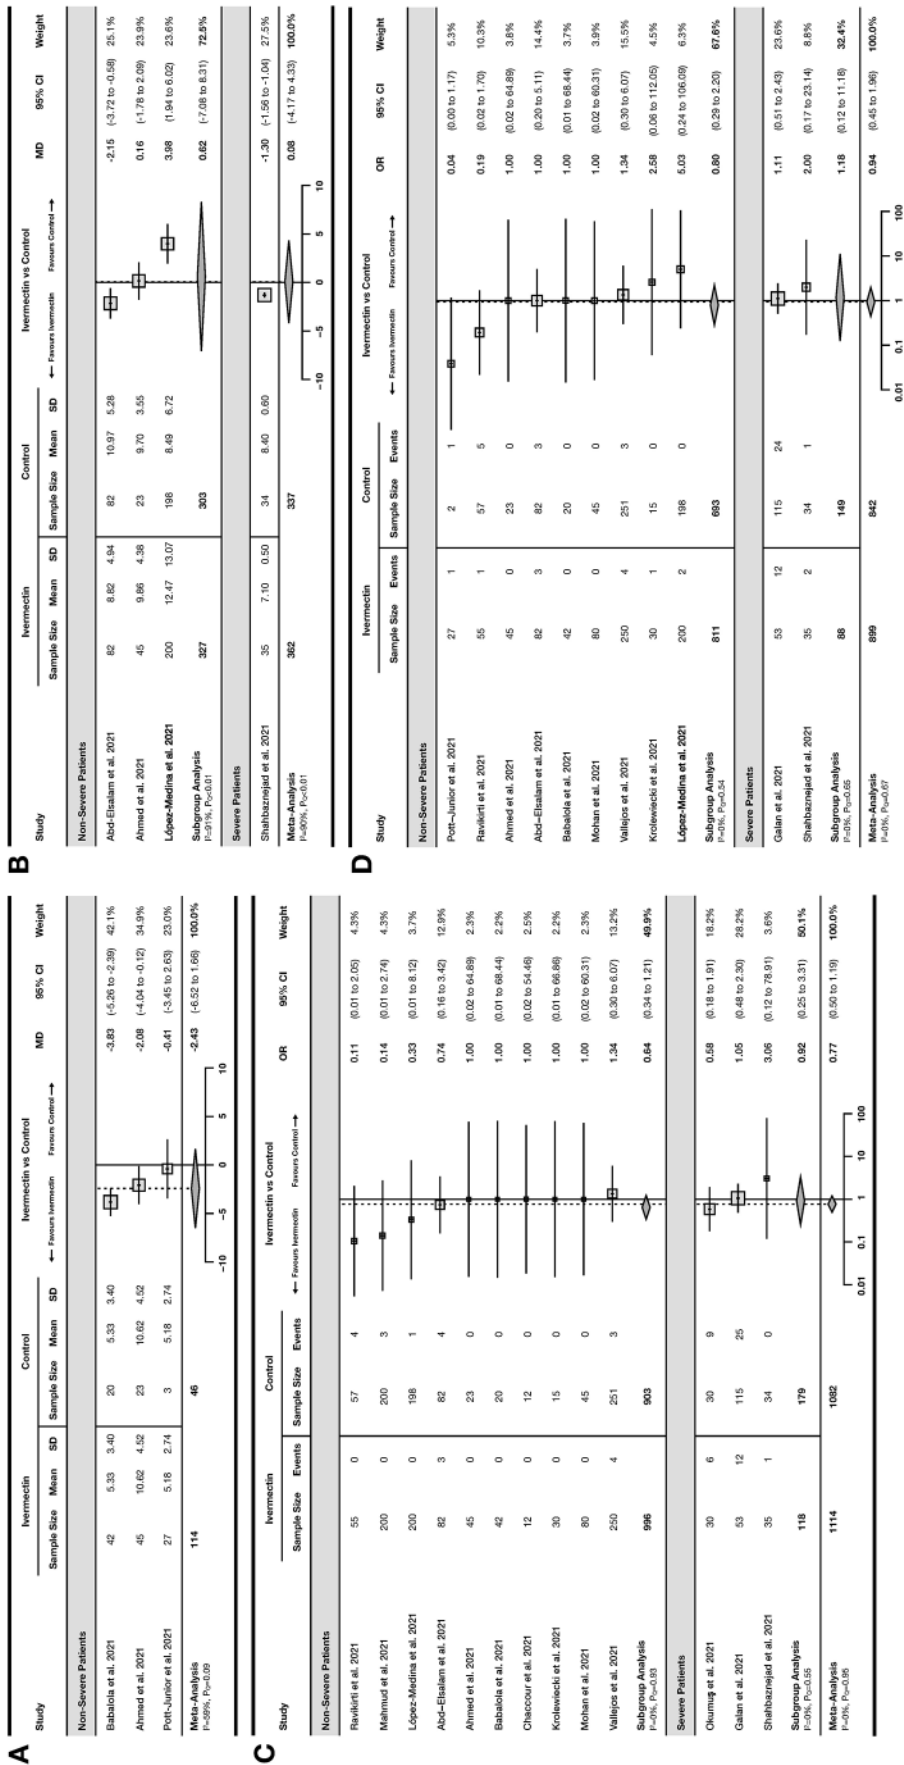 A
Ivermectin Control Ivermectin vs Control
Study Sample Size Mean SD Sample Size Mean SD ← Favours Ivermectin Favours Control → MD 95% CI Weight
Non-Severe Patients
Babalola et al. 2021 42 5.33 3.40 20 5.33 3.40 -3.83 (-5.26 to -2.39) 42.1%
Ahmed et al. 2021 45 10.62 4.52 23 10.62 4.52 -2.08 (-4.04 to -0.12) 34.9%
Pott-Junior et al. 2021 27 5.18 2.74 3 5.18 2.74 -0.41 (-3.45 to 2.63) 23.0%
Meta-Analysis 114 46 -2.43 (-6.52 to 1.66) 100.0%
I²=59%, PQ=0.09
−10 −5 0 5 10
B
Ivermectin Control Ivermectin vs Control
Study Sample Size Mean SD Sample Size Mean SD ← Favours Ivermectin Favours Control → MD 95% CI Weight
Non-Severe Patients
Abd-Elsalam et al. 2021 82 8.82 4.94 82 10.97 5.28 -2.15 (-3.72 to -0.58) 25.1%
Ahmed et al. 2021 45 9.86 4.38 23 9.70 3.55 0.16 (-1.78 to 2.09) 23.9%
López-Medina et al. 2021 200 12.47 13.07 198 8.49 6.72 3.98 (1.94 to 6.02) 23.6%
Subgroup Analysis 327 303 0.62 (-7.08 to 8.31) 72.5%
I²=91%, PQ<0.01
Severe Patients
Shahbaznejad et al. 2021 35 7.10 0.50 34 8.40 0.60 -1.30 (-1.56 to -1.04) 27.5%
Meta-Analysis 362 337 0.08 (-4.17 to 4.33) 100.0%
I²=90%, PQ<0.01
−10 −5 0 5 10
C
Ivermectin Control Ivermectin vs Control
Study Sample Size Events Sample Size Events ← Favours Ivermectin Favours Control → OR 95% CI Weight
Non-Severe Patients
Ravikirti et al. 2021 55 0 57 4 0.11 (0.01 to 2.05) 4.3%
Mahmud et al. 2021 200 0 200 3 0.14 (0.01 to 2.74) 4.3%
López-Medina et al. 2021 200 0 198 1 0.33 (0.01 to 8.12) 3.7%
Abd−Elsalam et al. 2021 82 3 82 4 0.74 (0.16 to 3.42) 12.9%
Ahmed et al. 2021 45 0 23 0 1.00 (0.02 to 64.89) 2.3%
Babalola et al. 2021 42 0 20 0 1.00 (0.01 to 68.44) 2.2%
Chaccour et al. 2021 12 0 12 0 1.00 (0.02 to 54.46) 2.5%
Krolewiecki et al. 2021 30 0 15 0 1.00 (0.01 to 66.86) 2.2%
Mohan et al. 2021 80 0 45 0 1.00 (0.02 to 60.31) 2.3%
Vallejos et al. 2021 250 4 251 3 1.34 (0.30 to 6.07) 13.2%
Subgroup Analysis 996 903 0.64 (0.34 to 1.21) 49.9%
I²=0%, PQ=0.93
Severe Patients
Okumuş et al. 2021 30 6 30 9 0.58 (0.18 to 1.91) 18.2%
Galan et al. 2021 53 12 115 25 1.05 (0.48 to 2.30) 28.2%
Shahbaznejad et al. 2021 35 1 34 0 3.06 (0.12 to 78.91) 3.6%
Subgroup Analysis 118 179 0.92 (0.25 to 3.31) 50.1%
I²=0%, PQ=0.55
Meta-Analysis 1114 1082 0.77 (0.50 to 1.19) 100.0%
I²=0%, PQ=0.95
0.01 0.1 1 10 100
D
Ivermectin Control Ivermectin vs Control
Study Sample Size Events Sample Size Events ← Favours Ivermectin Favours Control → OR 95% CI Weight
Non-Severe Patients
Pott−Junior et al. 2021 27 1 2 1 0.04 (0.00 to 1.17) 5.3%
Ravikirti et al. 2021 55 1 57 5 0.19 (0.02 to 1.70) 10.3%
Ahmed et al. 2021 45 0 23 0 1.00 (0.02 to 64.89) 3.8%
Abd−Elsalam et al. 2021 82 3 82 3 1.00 (0.20 to 5.11) 14.4%
Babalola et al. 2021 42 0 20 0 1.00 (0.01 to 68.44) 3.7%
Mohan et al. 2021 80 0 45 0 1.00 (0.02 to 60.31) 3.9%
Vallejos et al. 2021 250 4 251 3 1.34 (0.30 to 6.07) 15.5%
Krolewiecki et al. 2021 30 1 15 0 2.58 (0.06 to 112.05) 4.5%
López-Medina et al. 2021 200 2 198 0 5.03 (0.24 to 106.09) 6.3%
Subgroup Analysis 811 693 0.80 (0.29 to 2.20) 67.6%
I²=0%, PQ=0.54
Severe Patients
Galan et al. 2021 53 12 115 24 1.11 (0.51 to 2.43) 23.6%
Shahbaznejad et al. 2021 35 2 34 1 2.00 (0.17 to 23.14) 8.8%
Subgroup Analysis 88 149 1.18 (0.12 to 11.18) 32.4%
I²=0%, PQ=0.65
Meta-Analysis 899 842 0.94 (0.45 to 1.96) 100.0%
I²=0%, PQ=0.67
0.01 0.1 1 10 100